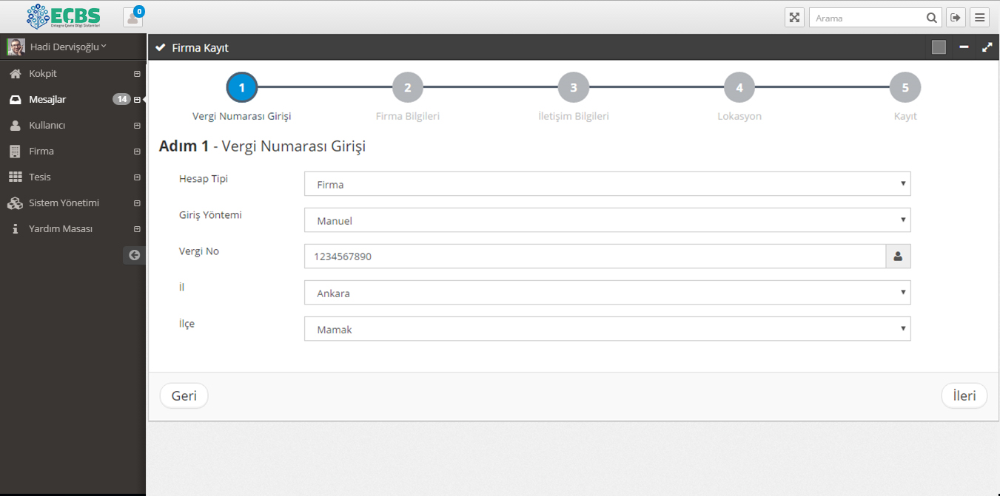 EÇBS
Entegre Çevre Bilgi Sistemleri
0
Arama
Hadi Dervişoğlu
Kokpit
Mesajlar 14
Kullanıcı
Firma
Tesis
Sistem Yönetimi
Yardım Masası
Firma Kayıt
1 2 3 4 5
Vergi Numarası Girişi Firma Bilgileri İletişim Bilgileri Lokasyon Kayıt
Adım 1 - Vergi Numarası Girişi
Hesap Tipi Firma
Giriş Yöntemi Manuel
Vergi No 1234567890
İl Ankara
İlçe Mamak
Geri İleri